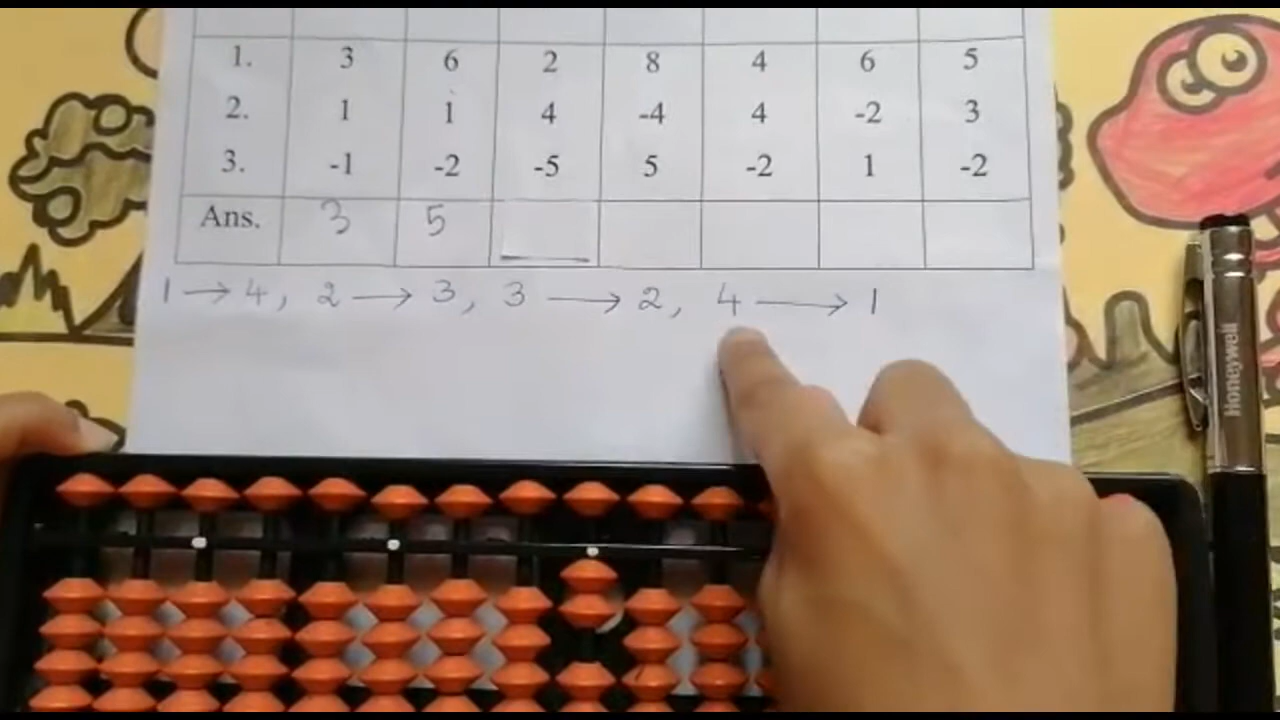 1. 3 6 2 8 4 6 5
2. 1 1 4 -4 4 -2 3
3. -1 -2 -5 5 -2 1 -2
Ans. 3 5
1 → 4, 2 → 3, 3 → 2, 4 → 1
Honeywell